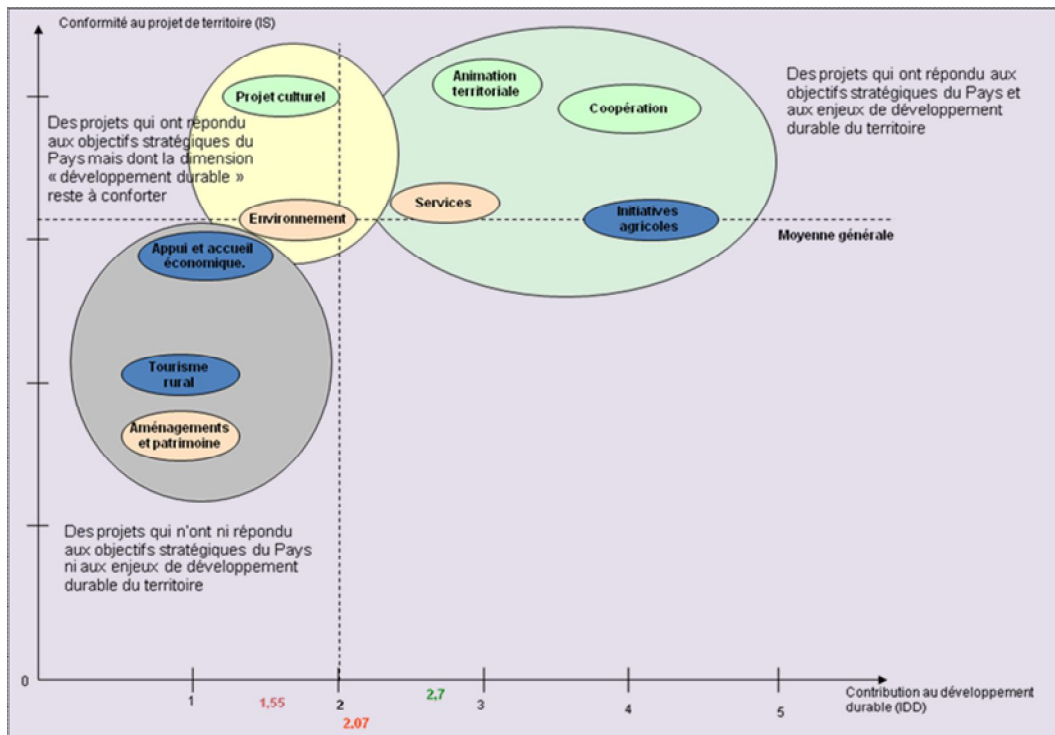 Conformité au projet de territoire (IS)
Projet culturel
Animation
territoriale
Coopération
Des projets qui ont répondu aux
objectifs stratégiques du Pays et
aux enjeux de développement
durable du territoire
Des projets qui ont répondu
aux objectifs stratégiques du
Pays mais dont la dimension
« développement durable »
reste à conforter
Environnement
Services
Initiatives
agricoles
Moyenne générale
Appui et accueil
économique.
Tourisme
rural
Aménagements
et patrimoine
Des projets qui n'ont ni répondu
aux objectifs stratégiques du Pays
ni aux enjeux de développement
durable du territoire
0
1
1,55
2
2,07
2,7
3
4
5
Contribution au développement
durable (IDD)